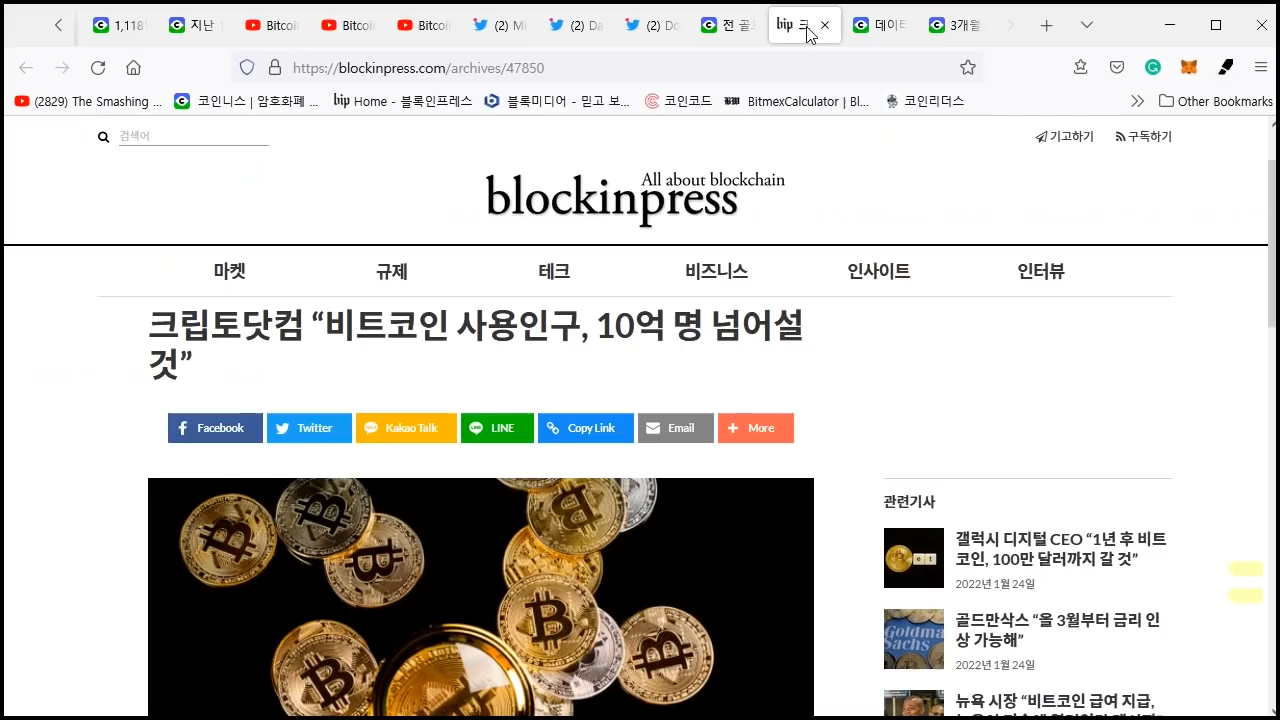 1,118
지난
Bitcoi
Bitcoi
Bitcoi
(2) Mi
(2) Da
(2) Do
전 골드
bip
데이터
3개월
https://blockinpress.com/archives/47850
(2829) The Smashing ...
코인니스 | 암호화폐 ...
bip Home - 블록인프레스
블록미디어 - 믿고 보...
코인코드
BitmexCalculator | Bl...
코인리더스
Other Bookmarks
검색어
기고하기
구독하기
All about blockchain
blockinpress
마켓
규제
테크
비즈니스
인사이트
인터뷰
크립토닷컴 “비트코인 사용인구, 10억 명 넘어설
것”
Facebook
Twitter
Kakao Talk
LINE
Copy Link
Email
More
관련기사
갤럭시 디지털 CEO “1년 후 비트
코인, 100만 달러까지 갈 것”
2022년 1월 24일
Goldma
Sachs
골드만삭스 “올 3월부터 금리 인
상 가능해”
2022년 1월 24일
뉴욕 시장 “비트코인 급여 지급,